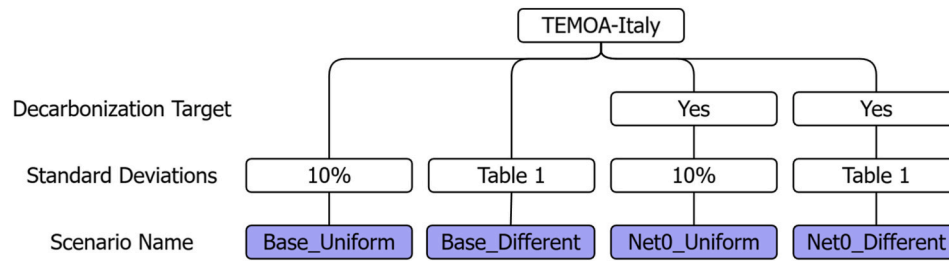 TEMOA-Italy
Decarbonization Target Yes Yes
Standard Deviations 10% Table 1 10% Table 1
Scenario Name Base_Uniform Base_Different Net0_Uniform Net0_Different